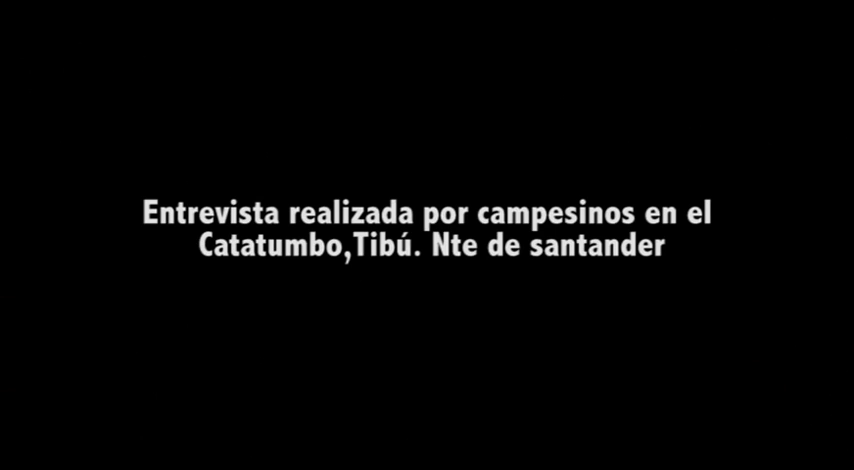 Entrevista realizada por campesinos en el
Catatumbo,Tibú. Nte de santander